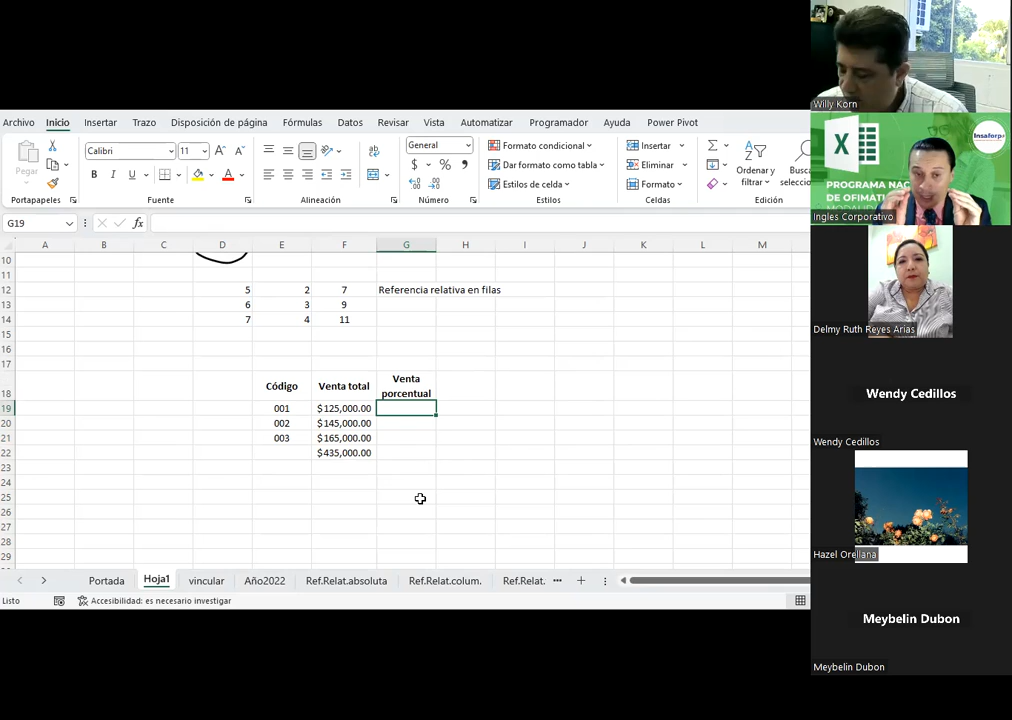 Archivo Inicio Insertar Trazo Disposición de página Fórmulas Datos Revisar Vista Automatizar Programador Ayuda Power Pivot
Pegar
Calibri 11
General
Formato condicional
Dar formato como tabla
Estilos de celda
Insertar
Eliminar
Formato
Ordenar y
filtrar
Portapapeles Fuente Alineación Número Estilos Celdas Edición
G19 fx
A B C D E F G H I J K L M
10
11
12 5 2 7 Referencia relativa en filas
13 6 3 9
14 7 4 11
15
16
17
18 Código Venta total Venta
porcentual
19 001 $125,000.00
20 002 $145,000.00
21 003 $165,000.00
22 $435,000.00
23
24
25
26
27
28
29
Portada Hoja1 vincular Año2022 Ref.Relat.absoluta Ref.Relat.colum. Ref.Relat. ...
Listo Accesibilidad: es necesario investigar
Willy Korn
Insaforp
PROGRAMA NAC
DE OFIMATI
Ingles Corporativo
Delmy Ruth Reyes Arias
Wendy Cedillos
Wendy Cedillos
Hazel Orellana
Meybelin Dubon
Meybelin Dubon